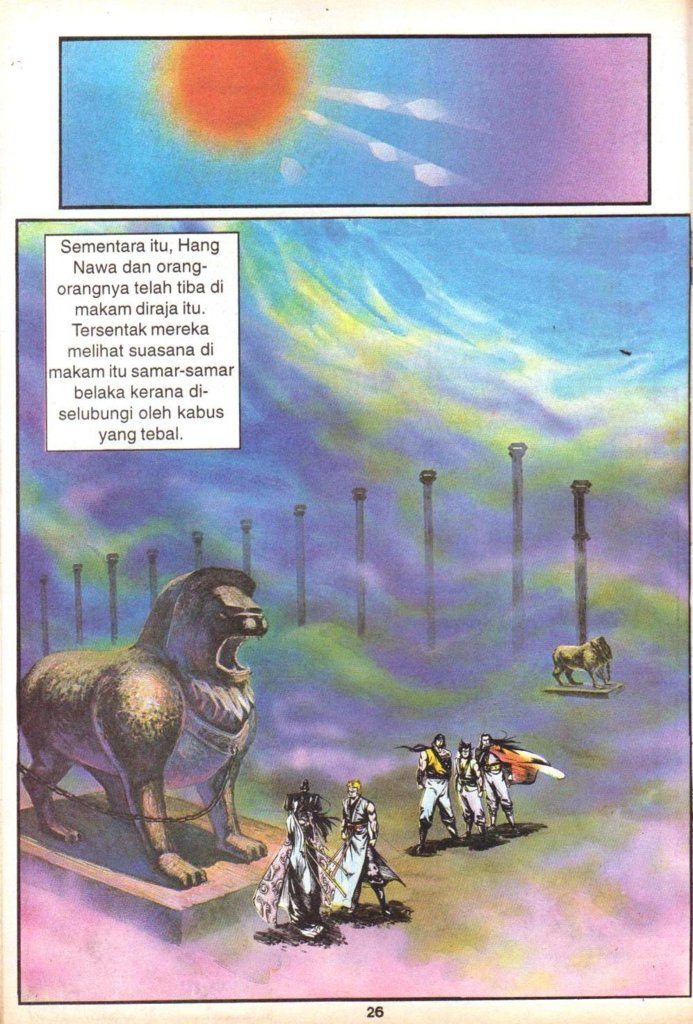 Sementara itu, Hang
Nawa dan orang-
orangnya telah tiba di
makam diraja itu.
Tersentak mereka
melihat suasana di
makam itu samar-samar
belaka kerana di-
selubungi oleh kabus
yang tebal.
26